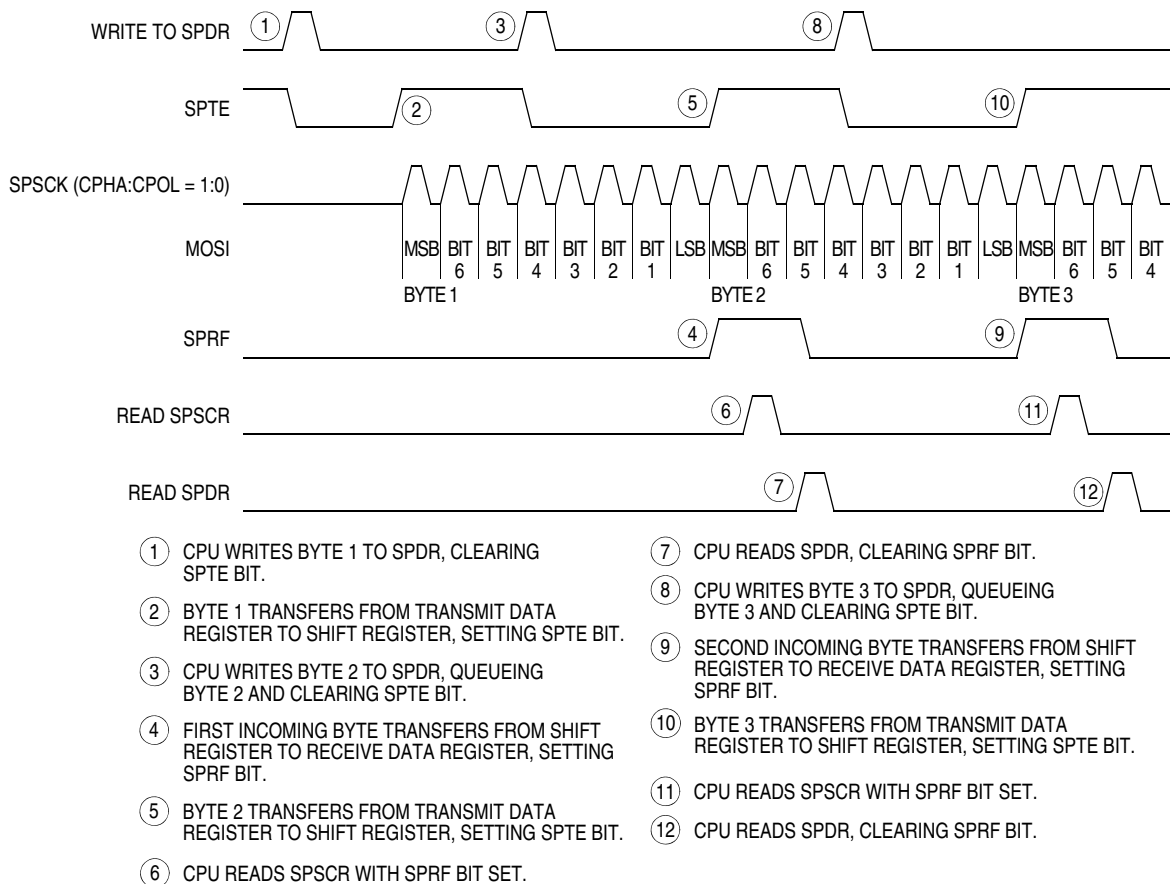 WRITE TO SPDR
1
3
8
SPTE
2
5
10
SPSCK (CPHA:CPOL = 1:0)
MOSI
MSB BIT 6 BIT 5 BIT 4 BIT 3 BIT 2 BIT 1 LSB MSB BIT 6 BIT 5 BIT 4 BIT 3 BIT 2 BIT 1 LSB MSB BIT 6 BIT 5 BIT 4
BYTE 1 BYTE 2 BYTE 3
SPRF
4
9
READ SPSCR
6
11
READ SPDR
7
12
1 CPU WRITES BYTE 1 TO SPDR, CLEARING
SPTE BIT.
2 BYTE 1 TRANSFERS FROM TRANSMIT DATA
REGISTER TO SHIFT REGISTER, SETTING SPTE BIT.
3 CPU WRITES BYTE 2 TO SPDR, QUEUEING
BYTE 2 AND CLEARING SPTE BIT.
4 FIRST INCOMING BYTE TRANSFERS FROM SHIFT
REGISTER TO RECEIVE DATA REGISTER, SETTING
SPRF BIT.
5 BYTE 2 TRANSFERS FROM TRANSMIT DATA
REGISTER TO SHIFT REGISTER, SETTING SPTE BIT.
6 CPU READS SPSCR WITH SPRF BIT SET.
7 CPU READS SPDR, CLEARING SPRF BIT.
8 CPU WRITES BYTE 3 TO SPDR, QUEUEING
BYTE 3 AND CLEARING SPTE BIT.
9 SECOND INCOMING BYTE TRANSFERS FROM SHIFT
REGISTER TO RECEIVE DATA REGISTER, SETTING
SPRF BIT.
10 BYTE 3 TRANSFERS FROM TRANSMIT DATA
REGISTER TO SHIFT REGISTER, SETTING SPTE BIT.
11 CPU READS SPSCR WITH SPRF BIT SET.
12 CPU READS SPDR, CLEARING SPRF BIT.